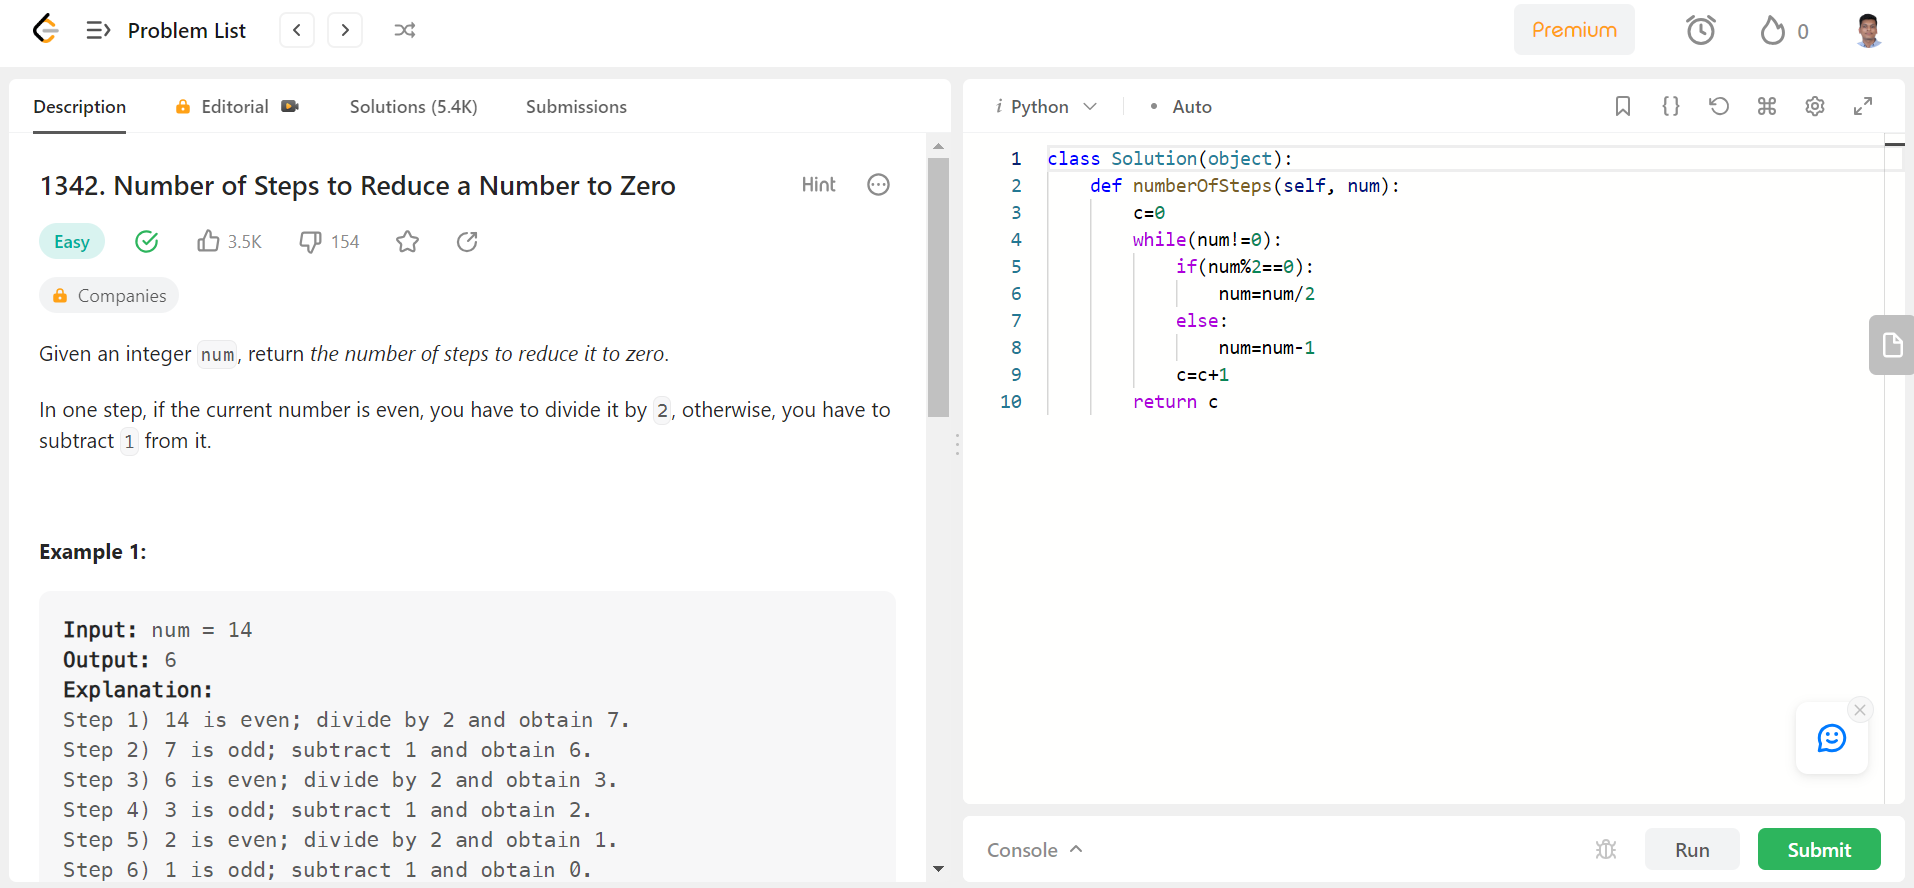 Problem List
Premium
0
Description
Editorial
Solutions (5.4K)
Submissions
1342. Number of Steps to Reduce a Number to Zero
Hint
Easy
3.5K
154
Companies
Given an integer num, return the number of steps to reduce it to zero.
In one step, if the current number is even, you have to divide it by 2, otherwise, you have to
subtract 1 from it.
Example 1:
Input: num = 14
Output: 6
Explanation:
Step 1) 14 is even; divide by 2 and obtain 7.
Step 2) 7 is odd; subtract 1 and obtain 6.
Step 3) 6 is even; divide by 2 and obtain 3.
Step 4) 3 is odd; subtract 1 and obtain 2.
Step 5) 2 is even; divide by 2 and obtain 1.
Step 6) 1 is odd; subtract 1 and obtain 0.
i Python
• Auto
1 class Solution(object):
2 def numberOfSteps(self, num):
3 c=0
4 while(num!=0):
5 if(num%2==0):
6 num=num/2
7 else:
8 num=num-1
9 c=c+1
10 return c
Console
Run
Submit